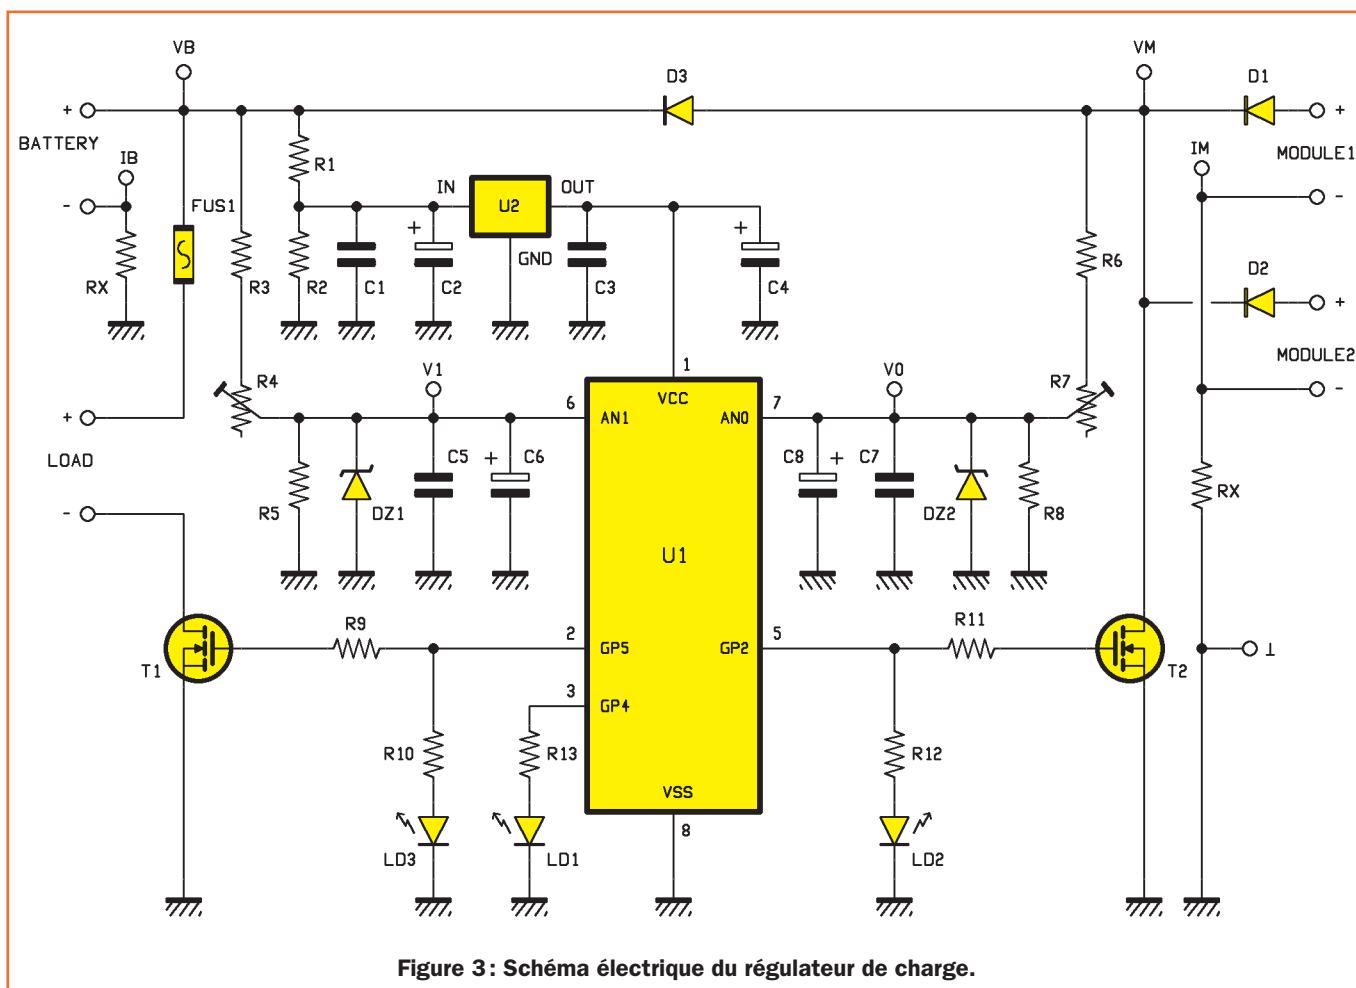 VB
D3
VM
D1
+
+
BATTERY
IB
R1
IM
MODULE1
-
FUS1
IN
U2
OUT
-
+
GND
+
RX
R3
R2
C1
C2
C3
C4
R6
D2
+
MODULE2
R4
V1
1
V0
R7
-
+
6
AN1
VCC
AN0
7
LOAD
C5
+
C6
C8
+
C7
RX
-
R5
DZ1
DZ2
R8
U1
R9
2
GP5
GP2
5
R11
T1
T2
⊥
3
GP4
R10
R13
R12
VSS
8
LD3
LD1
LD2
Figure 3: Schéma électrique du régulateur de charge.